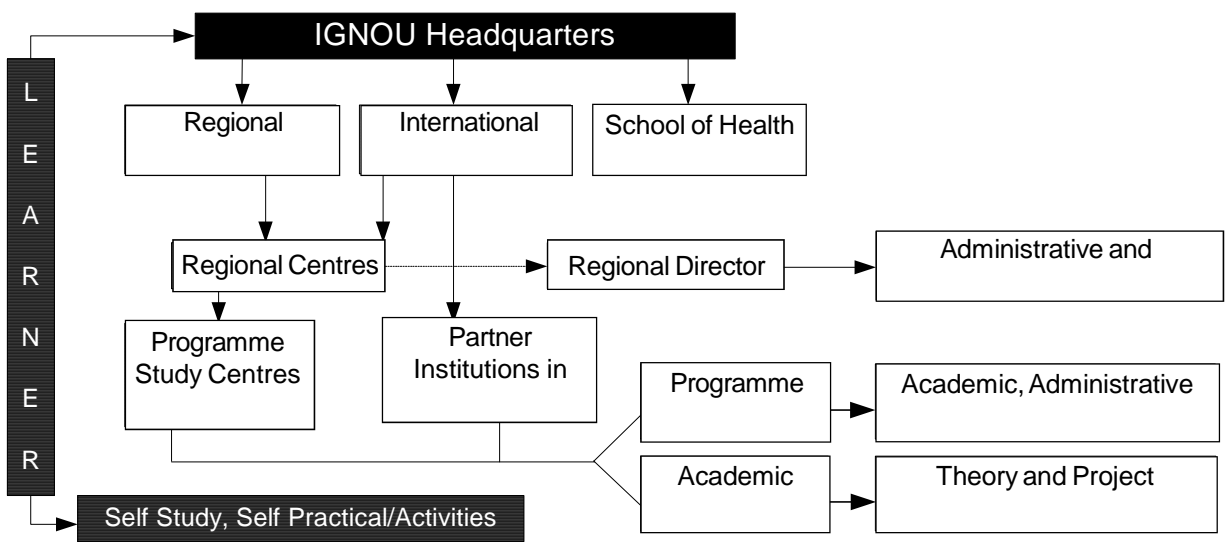 IGNOU Headquarters
L
E
A
R
N
E
R
Regional
International
School of Health
Regional Centres
Regional Director
Administrative and
Programme
Study Centres
Partner
Institutions in
Programme
Academic, Administrative
Academic
Theory and Project
Self Study, Self Practical/Activities